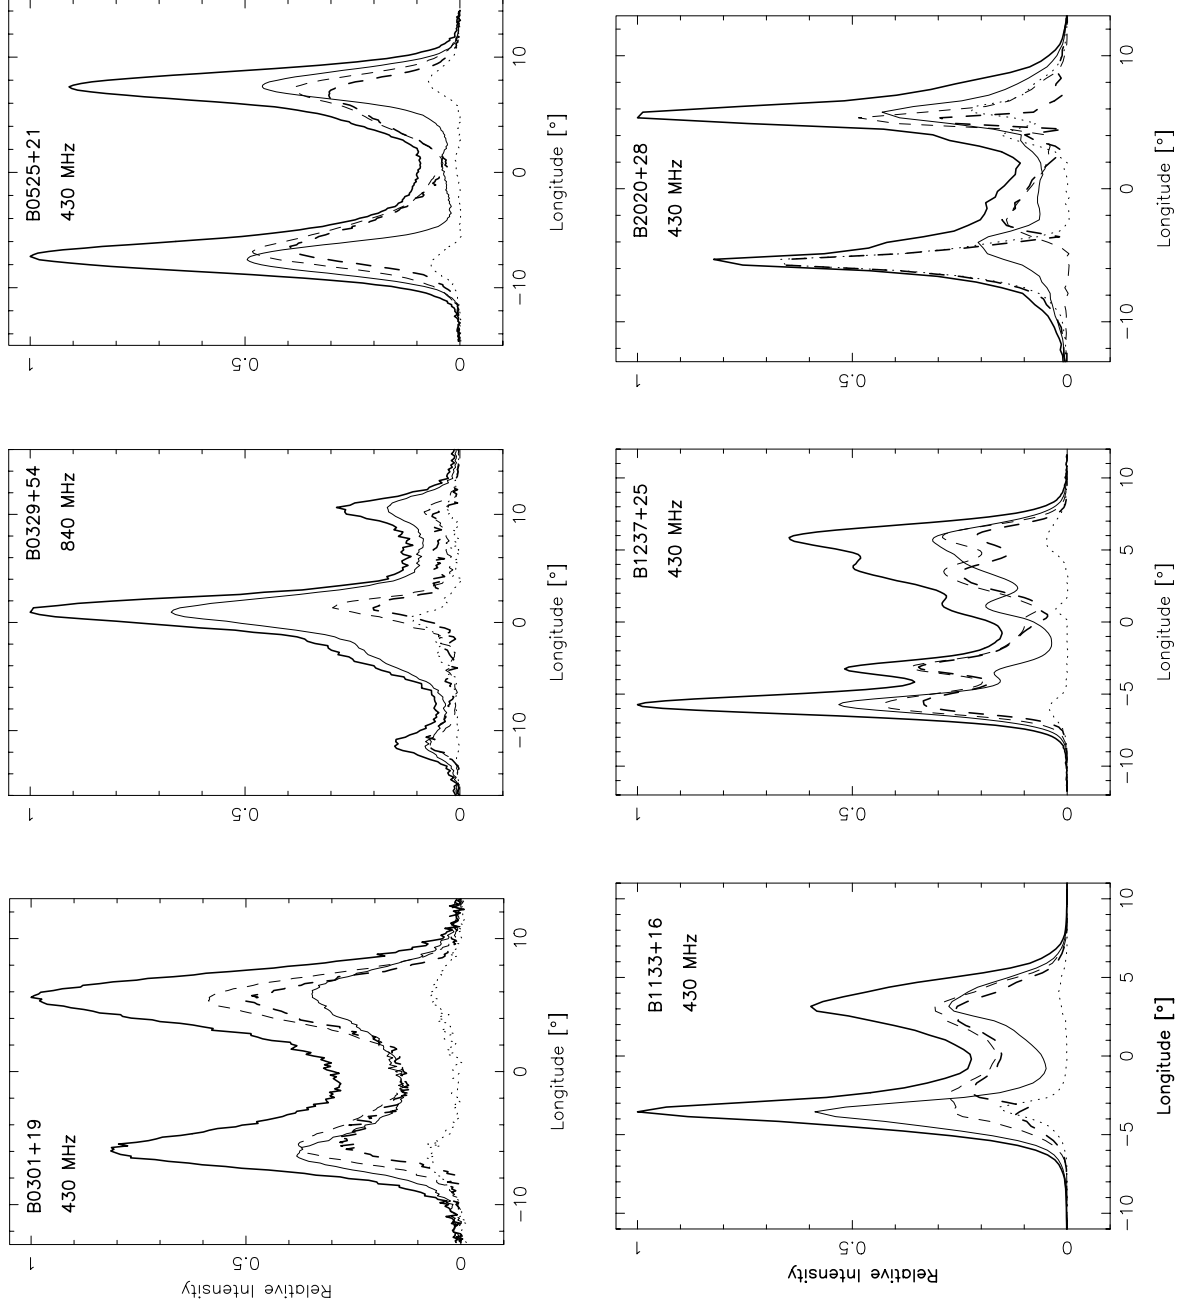 B0301+19
430 MHz
Relative Intensity
1
0.5
0
−10 0 10
Longitude [°]
B0329+54
840 MHz
1
0.5
0
−10 0 10
Longitude [°]
B0525+21
430 MHz
1
0.5
0
−10 0 10
Longitude [°]
B1133+16
430 MHz
Relative Intensity
1
0.5
0
−10 −5 0 5 10
Longitude [°]
B1237+25
430 MHz
1
0.5
0
−10 −5 0 5 10
Longitude [°]
B2020+28
430 MHz
1
0.5
0
−10 0 10
Longitude [°]